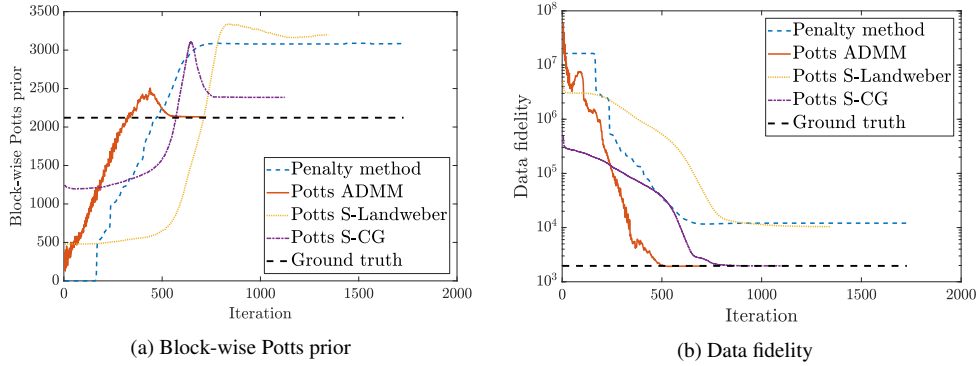 3500
3000
2500
2000
1500
1000
500
0
Block-wise Potts prior
Penalty method
Potts ADMM
Potts S-Landweber
Potts S-CG
Ground truth
0 500 1000 1500 2000
Iteration
(a) Block-wise Potts prior
10^8
10^7
10^6
10^5
10^4
10^3
Data fidelity
Penalty method
Potts ADMM
Potts S-Landweber
Potts S-CG
Ground truth
0 500 1000 1500 2000
Iteration
(b) Data fidelity